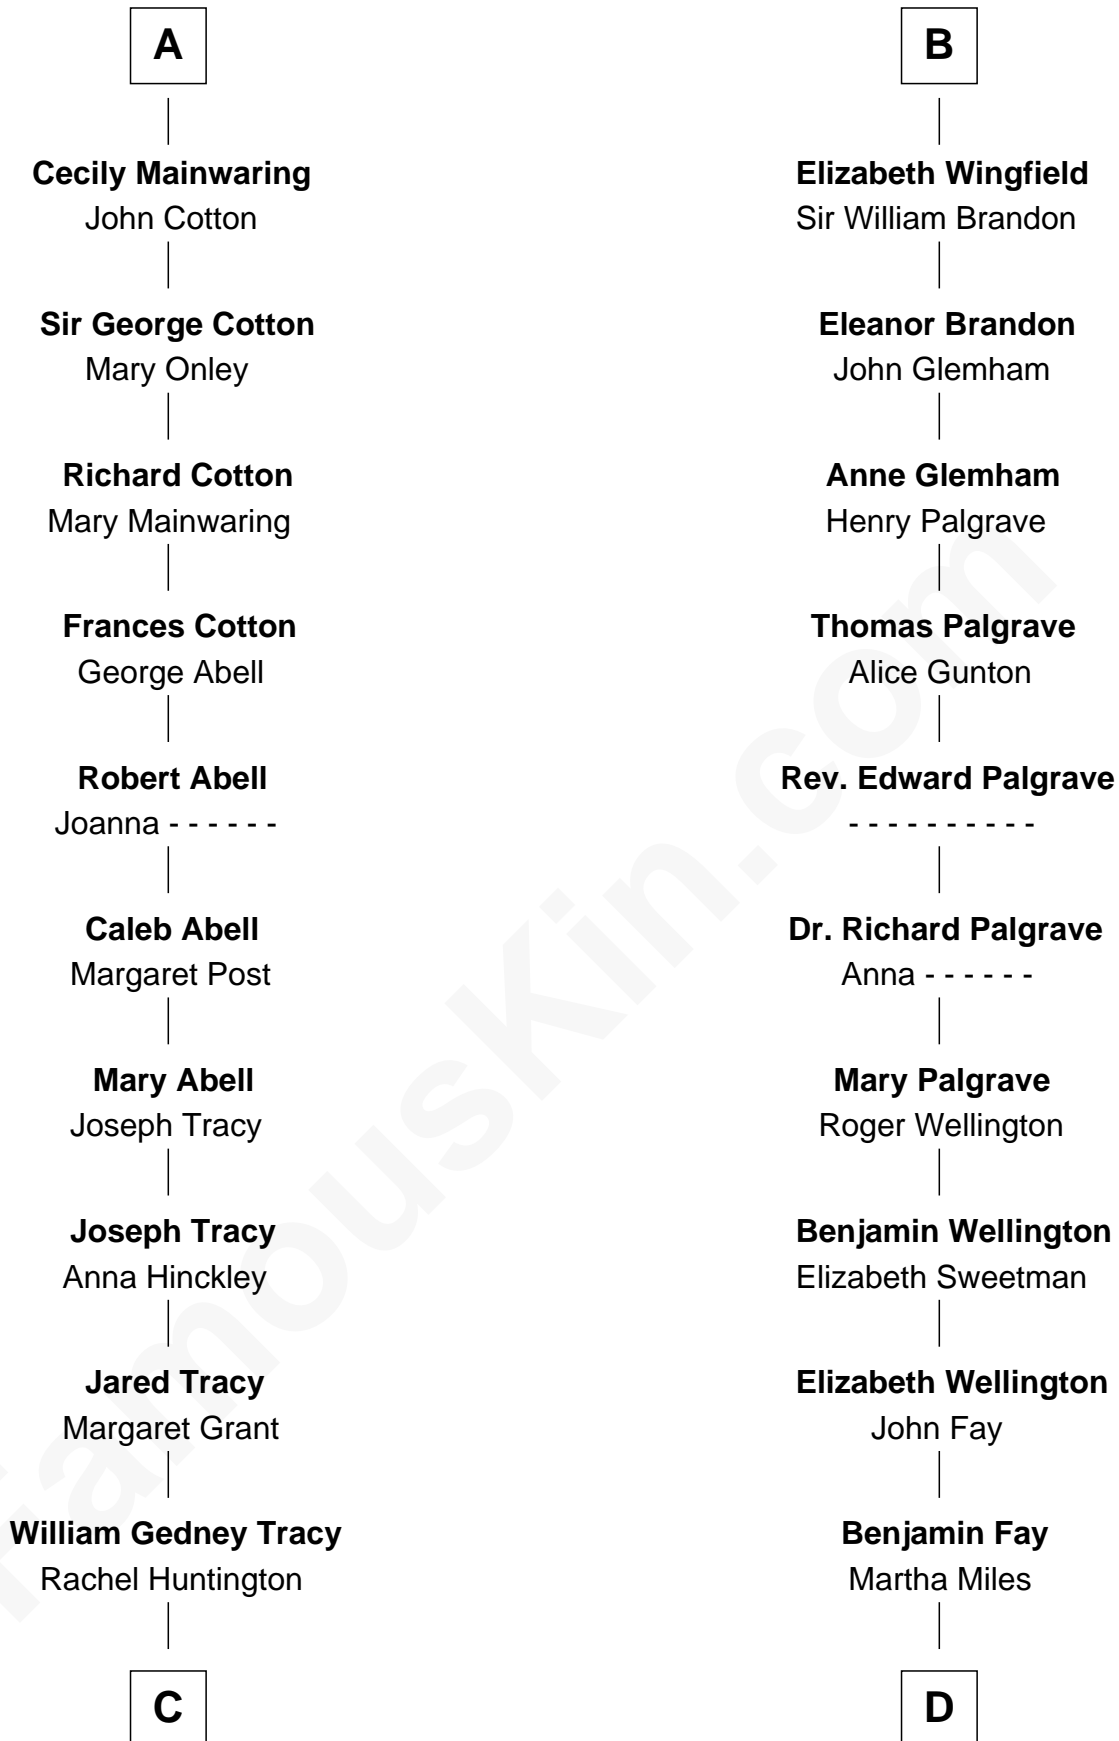 A
Cecily Mainwaring
John Cotton
Sir George Cotton
Mary Onley
Richard Cotton
Mary Mainwaring
Frances Cotton
George Abell
Robert Abell
Joanna - - - - - -
Caleb Abell
Margaret Post
Mary Abell
Joseph Tracy
Joseph Tracy
Anna Hinckley
Jared Tracy
Margaret Grant
William Gedney Tracy
Rachel Huntington
C
B
Elizabeth Wingfield
Sir William Brandon
Eleanor Brandon
John Glemham
Anne Glemham
Henry Palgrave
Thomas Palgrave
Alice Gunton
Rev. Edward Palgrave
- - - - - - - - - -
Dr. Richard Palgrave
Anna - - - - - -
Mary Palgrave
Roger Wellington
Benjamin Wellington
Elizabeth Sweetman
Elizabeth Wellington
John Fay
Benjamin Fay
Martha Miles
D
FamousKin.com